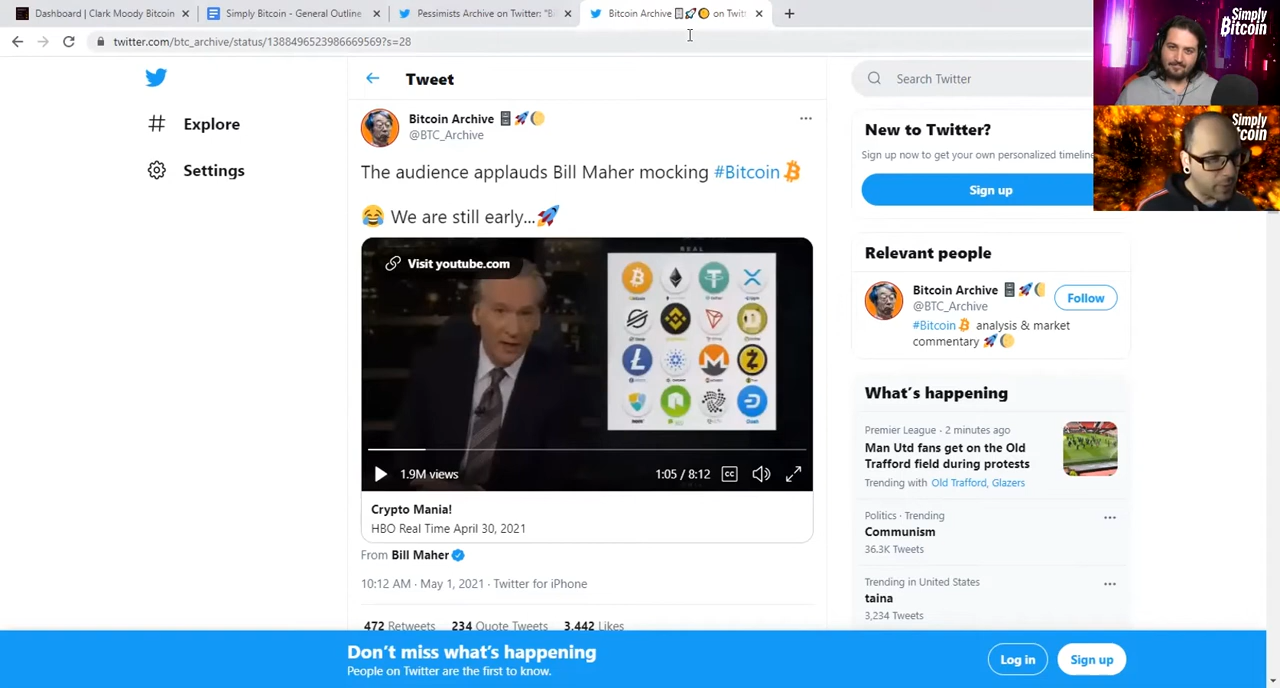 Dashboard | Clark Moody Bitcoin
Simply Bitcoin - General Outline
Pessimists Archive on Twitter: "Bi
Bitcoin Archive 🗄🚀🌔 on Twitt
twitter.com/btc_archive/status/1388496523986669569?s=28
Simply
Bitcoin
Simply
coin
Explore
Settings
Tweet
Bitcoin Archive 🗄🚀🌔
@BTC_Archive
The audience applauds Bill Maher mocking #Bitcoin
😂 We are still early...🚀
Visit youtube.com
REAL
1.9M views
1:05 / 8:12
CC
Crypto Mania!
HBO Real Time April 30, 2021
From Bill Maher
10:12 AM · May 1, 2021 · Twitter for iPhone
472 Retweets 234 Quote Tweets 3,442 Likes
Search Twitter
New to Twitter?
Sign up now to get your own personalized timeline
Sign up
Relevant people
Bitcoin Archive 🗄🚀🌔
@BTC_Archive
Follow
#Bitcoin analysis & market
commentary 🚀🌔
What's happening
Premier League · 2 minutes ago
Man Utd fans get on the Old
Trafford field during protests
Trending with Old Trafford, Glazers
Politics · Trending
Communism
36.3K Tweets
Trending in United States
taina
3,234 Tweets
Don't miss what's happening
People on Twitter are the first to know.
Log in
Sign up